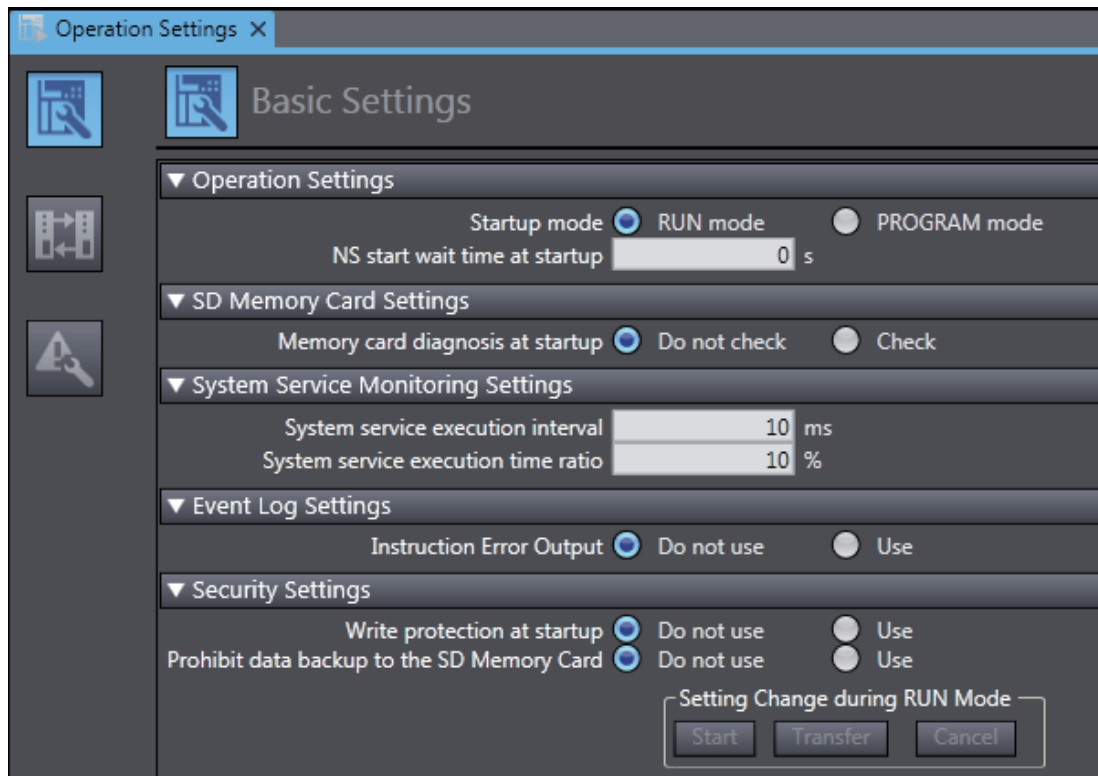 Operation Settings ×
Basic Settings
▼ Operation Settings
Startup mode RUN mode PROGRAM mode
NS start wait time at startup 0 s
▼ SD Memory Card Settings
Memory card diagnosis at startup Do not check Check
▼ System Service Monitoring Settings
System service execution interval 10 ms
System service execution time ratio 10 %
▼ Event Log Settings
Instruction Error Output Do not use Use
▼ Security Settings
Write protection at startup Do not use Use
Prohibit data backup to the SD Memory Card Do not use Use
Setting Change during RUN Mode
Start Transfer Cancel